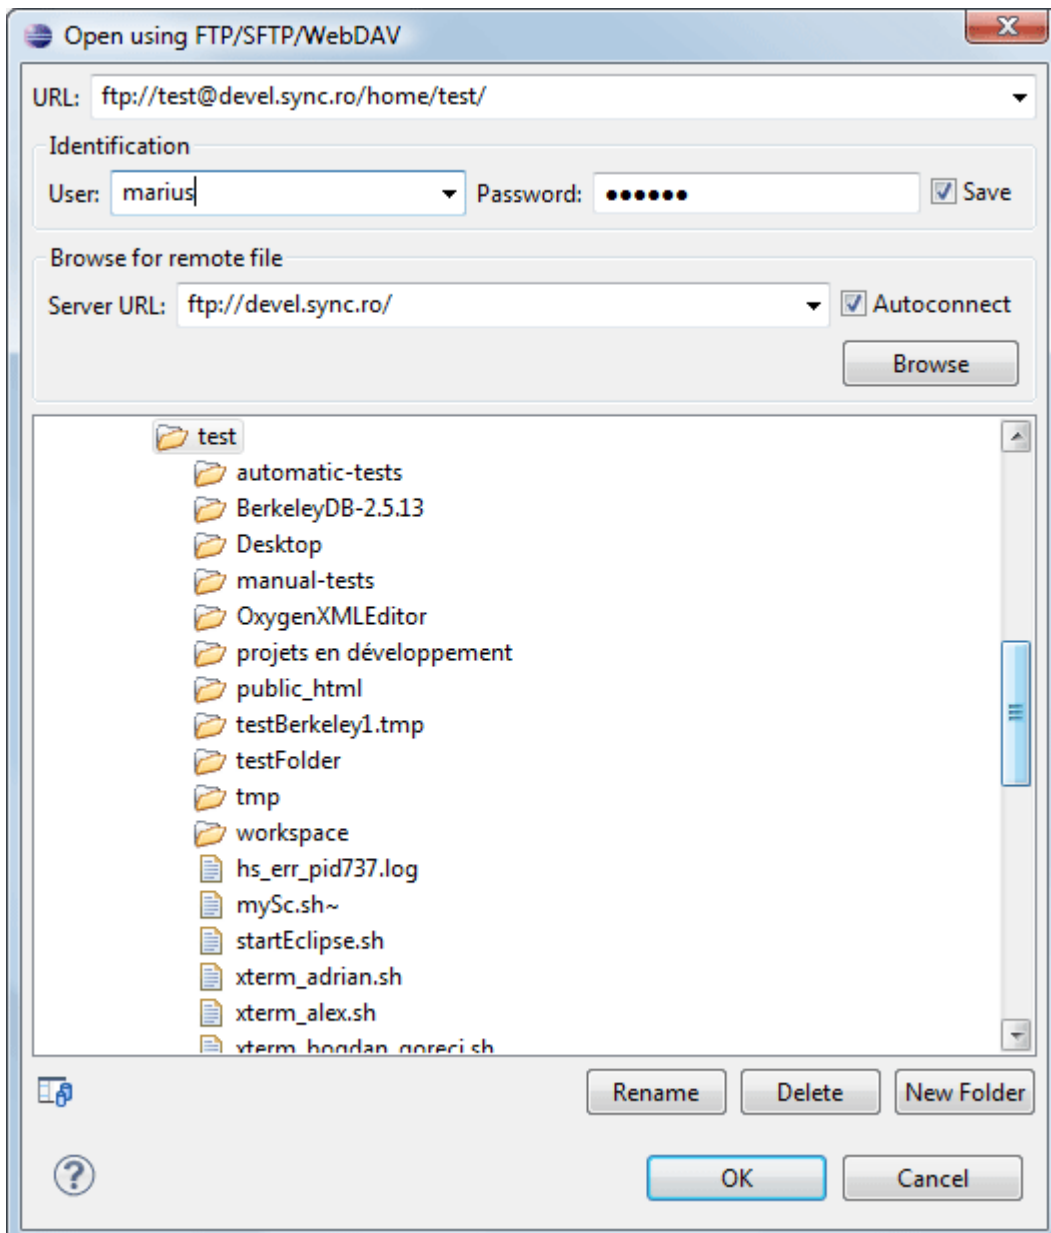 Open using FTP/SFTP/WebDAV
URL: ftp://test@devel.sync.ro/home/test/
Identification
User: marius Password: ●●●●●● Save
Browse for remote file
Server URL: ftp://devel.sync.ro/ Autoconnect
Browse
test
automatic-tests
BerkeleyDB-2.5.13
Desktop
manual-tests
OxygenXMLEditor
projets en développement
public_html
testBerkeley1.tmp
testFolder
tmp
workspace
hs_err_pid737.log
mySc.sh~
startEclipse.sh
xterm_adrian.sh
xterm_alex.sh
xterm_bogdan_goreci.sh
Rename Delete New Folder
OK Cancel